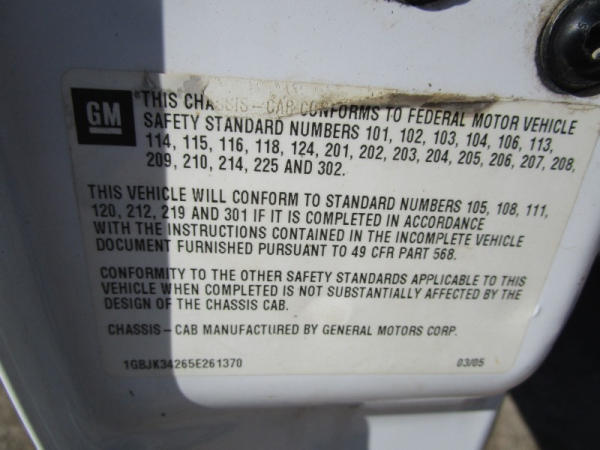 GM
"THIS CHASSIS-CAB CONFORMS TO FEDERAL MOTOR VEHICLE
SAFETY STANDARD NUMBERS 101, 102, 103, 104, 106, 113,
114, 115, 116, 118, 124, 201, 202, 203, 204, 205, 206, 207, 208,
209, 210, 214, 225 AND 302.
THIS VEHICLE WILL CONFORM TO STANDARD NUMBERS 105, 108, 111,
120, 212, 219 AND 301 IF IT IS COMPLETED IN ACCORDANCE
WITH THE INSTRUCTIONS CONTAINED IN THE INCOMPLETE VEHICLE
DOCUMENT FURNISHED PURSUANT TO 49 CFR PART 568.
CONFORMITY TO THE OTHER SAFETY STANDARDS APPLICABLE TO THIS
VEHICLE WHEN COMPLETED IS NOT SUBSTANTIALLY AFFECTED BY THE
DESIGN OF THE CHASSIS CAB.
CHASSIS-CAB MANUFACTURED BY GENERAL MOTORS CORP.
1GBJK34265E261370 03/05